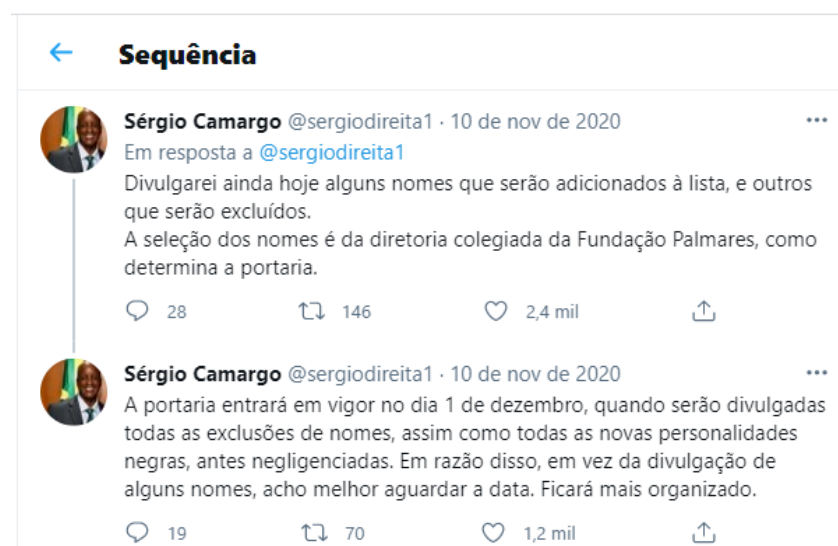 Sequência
Sérgio Camargo @sergiodireita1 · 10 de nov de 2020
Em resposta a @sergiodireita1
Divulgarei ainda hoje alguns nomes que serão adicionados à lista, e outros
que serão excluídos.
A seleção dos nomes é da diretoria colegiada da Fundação Palmares, como
determina a portaria.
28 146 2,4 mil
Sérgio Camargo @sergiodireita1 · 10 de nov de 2020
A portaria entrará em vigor no dia 1 de dezembro, quando serão divulgadas
todas as exclusões de nomes, assim como todas as novas personalidades
negras, antes negligenciadas. Em razão disso, em vez da divulgação de
alguns nomes, acho melhor aguardar a data. Ficará mais organizado.
19 70 1,2 mil